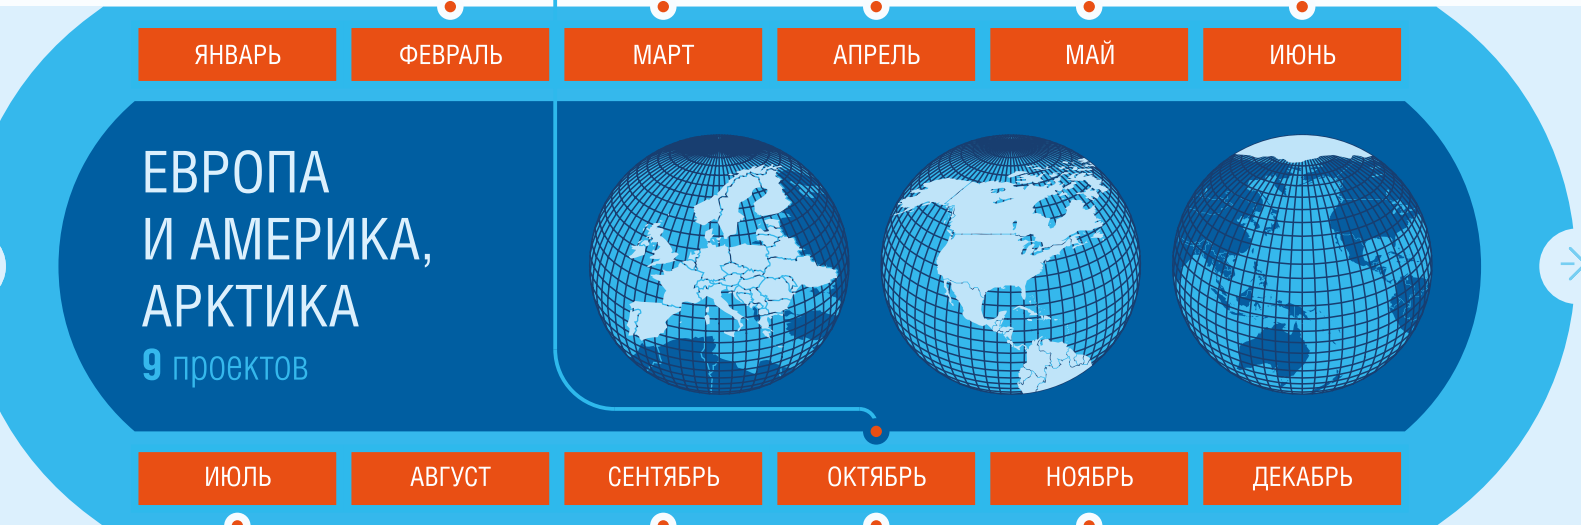 ЯНВАРЬ
ФЕВРАЛЬ
МАРТ
АПРЕЛЬ
МАЙ
ИЮНЬ
ЕВРОПА
И АМЕРИКА,
АРКТИКА
9 проектов
ИЮЛЬ
АВГУСТ
СЕНТЯБРЬ
ОКТЯБРЬ
НОЯБРЬ
ДЕКАБРЬ